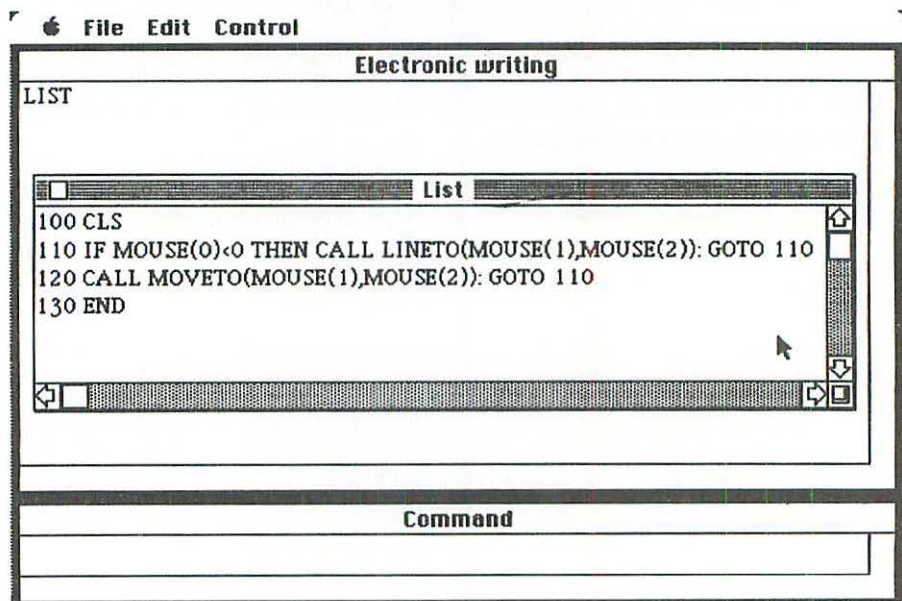 File Edit Control
Electronic writing
LIST
List
100 CLS
110 IF MOUSE(0)<0 THEN CALL LINETO(MOUSE(1),MOUSE(2)): GOTO 110
120 CALL MOVETO(MOUSE(1),MOUSE(2)): GOTO 110
130 END
Command